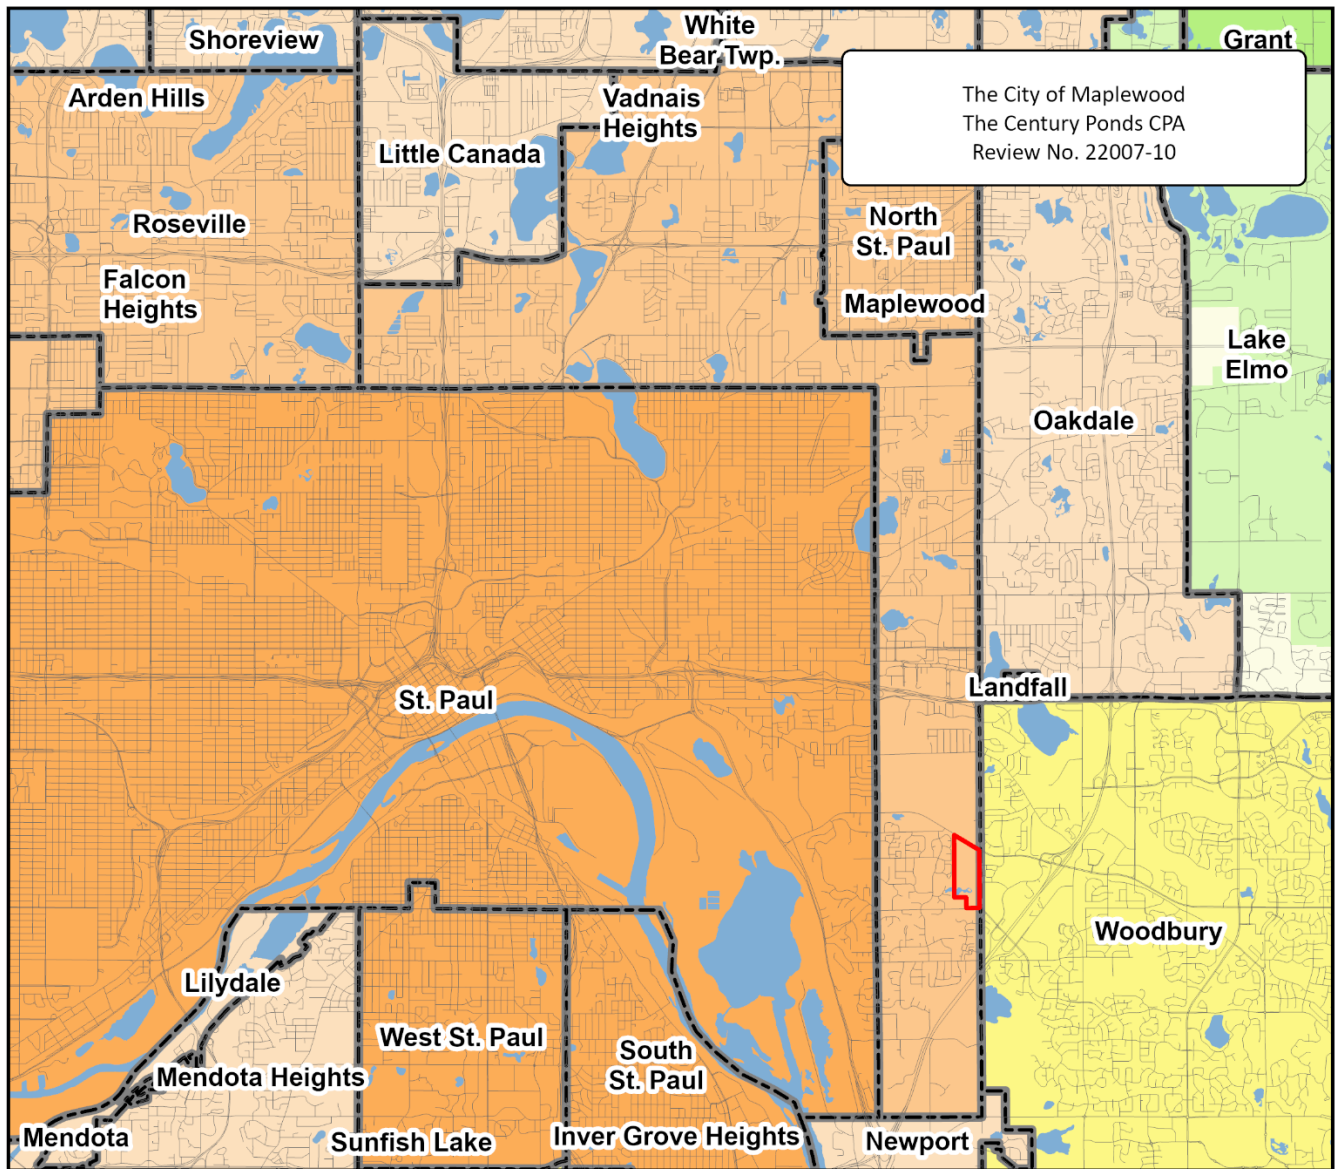 White
Bear Twp.
Shoreview
Grant
Arden Hills
Vadnais
Heights
The City of Maplewood
The Century Ponds CPA
Review No. 22007-10
Little Canada
Roseville
North
St. Paul
Falcon
Heights
Maplewood
Lake
Elmo
Oakdale
St. Paul
Landfall
Woodbury
Lilydale
West St. Paul
South
St. Paul
Mendota Heights
Mendota
Sunfish Lake
Inver Grove Heights
Newport